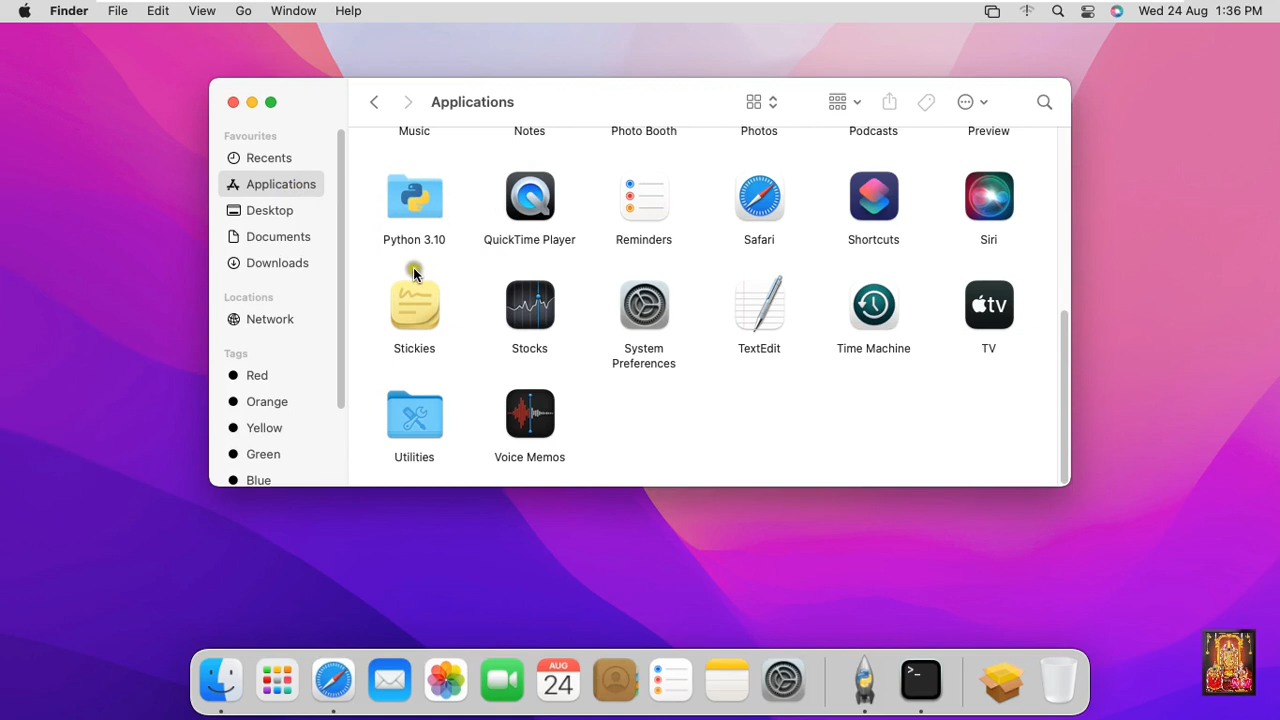 Finder File Edit View Go Window Help Wed 24 Aug 1:36 PM
Applications
Favourites
Recents
Applications
Desktop
Documents
Downloads
Locations
Network
Tags
Red
Orange
Yellow
Green
Blue
Music Notes Photo Booth Photos Podcasts Preview
Python 3.10 QuickTime Player Reminders Safari Shortcuts Siri
Stickies Stocks System Preferences TextEdit Time Machine TV
Utilities Voice Memos
tv
AUG
24
>_